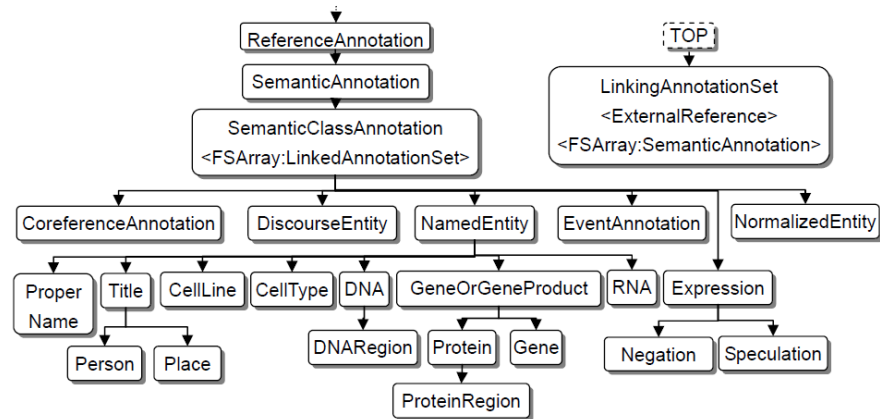 ReferenceAnnotation
SemanticAnnotation
SemanticClassAnnotation
<FSArray:LinkedAnnotationSet>
TOP
LinkingAnnotationSet
<ExternalReference>
<FSArray:SemanticAnnotation>
CoreferenceAnnotation
DiscourseEntity
NamedEntity
EventAnnotation
NormalizedEntity
Proper
Name
Title
CellLine
CellType
DNA
GeneOrGeneProduct
RNA
Expression
Person
Place
DNARegion
Protein
Gene
Negation
Speculation
ProteinRegion